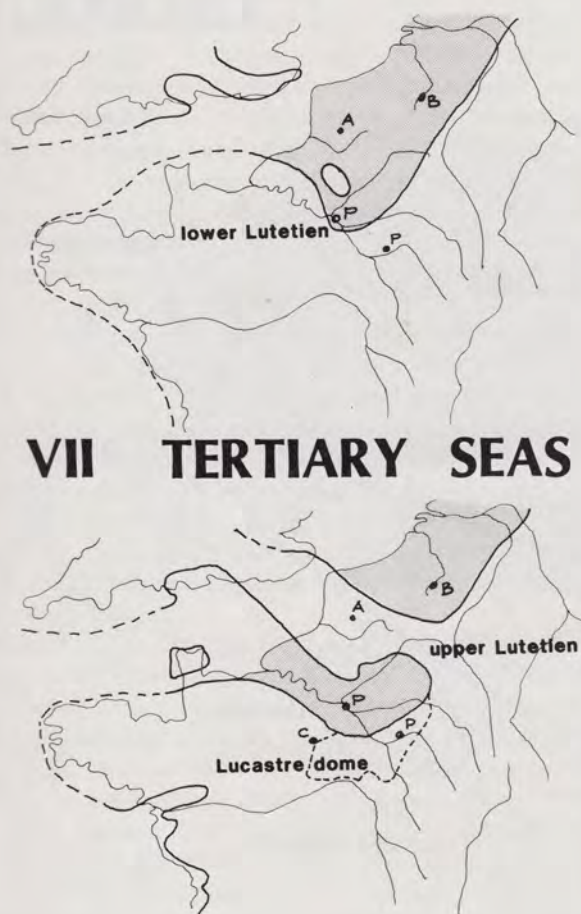 A
B
P
lower Lutetien
P
VII TERTIARY SEAS
B
A
upper Lutetien
P
P
C
Lucastre dome